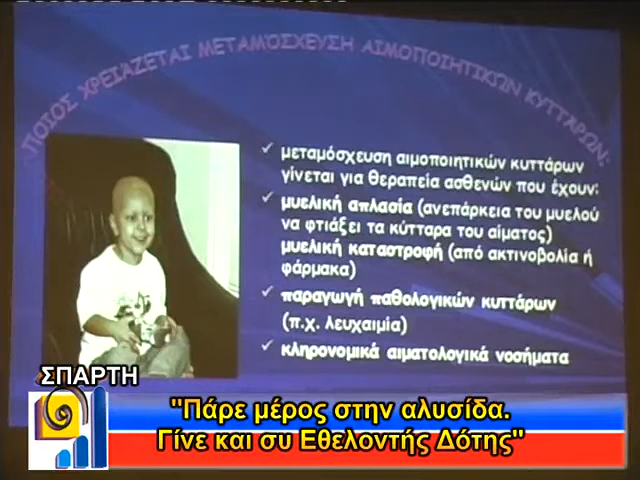 ΠΟΙΟΣ ΧΡΕΙΑΖΕΤΑΙ ΜΕΤΑΜΟΣΧΕΥΣΗ ΑΙΜΟΠΟΙΗΤΙΚΩΝ ΚΥΤΤΑΡΩΝ;
μεταμόσχευση αιμοποιητικών κυττάρων
γίνεται για θεραπεία ασθενών που έχουν:
μυελική απλασία (ανεπάρκεια του μυελού
να φτιάξει τα κύτταρα του αίματος)
μυελική καταστροφή (από ακτινοβολία ή
φάρμακα)
παραγωγή παθολογικών κυττάρων
(π.χ. λευχαιμία)
κληρονομικά αιματολογικά νοσήματα
ΣΠΑΡΤΗ
"Πάρε μέρος στην αλυσίδα.
Γίνε και συ Εθελοντής Δότης"